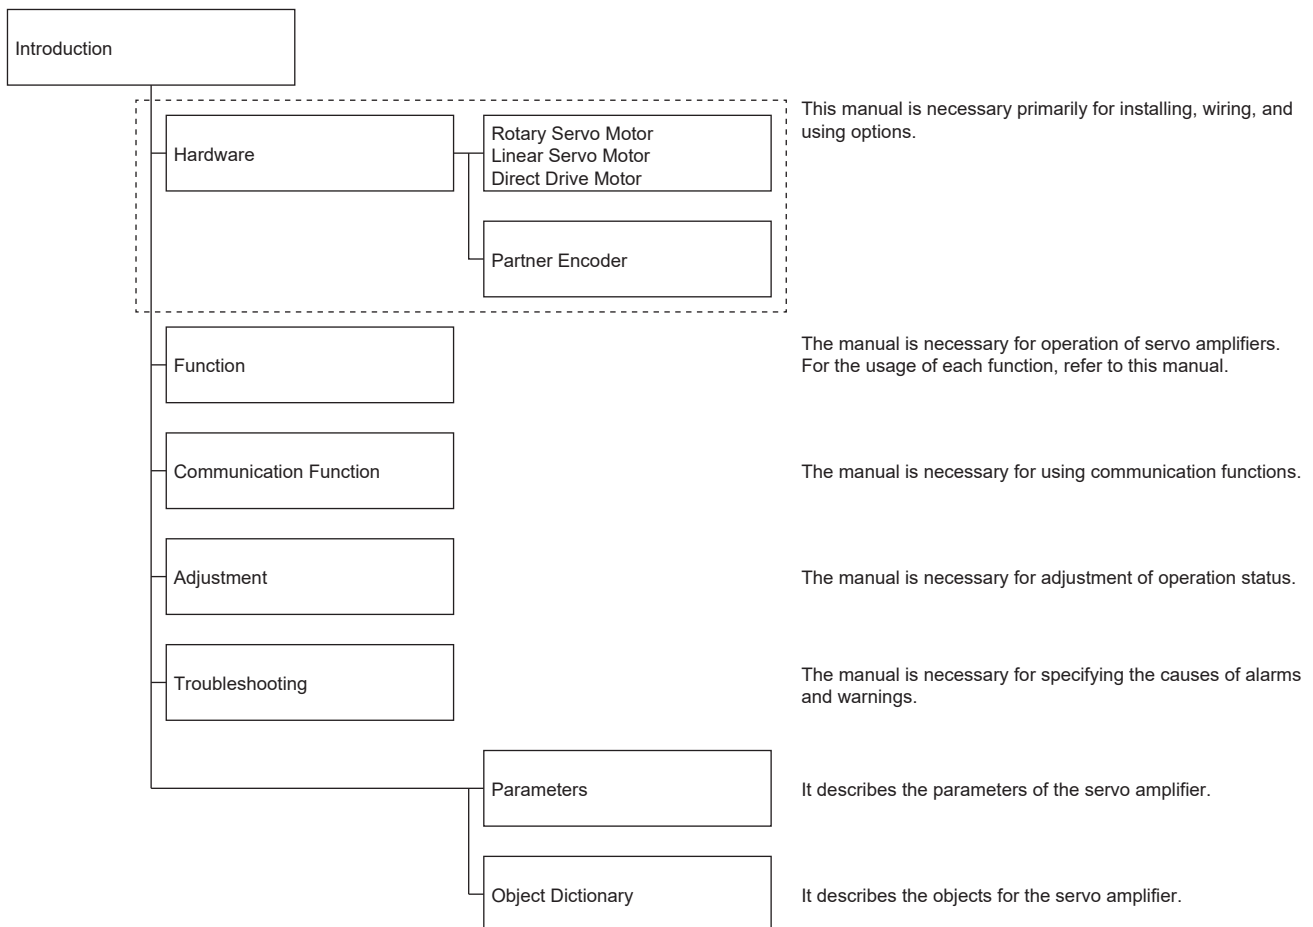 Introduction
This manual is necessary primarily for installing, wiring, and
using options.
Hardware
Rotary Servo Motor
Linear Servo Motor
Direct Drive Motor
Partner Encoder
Function
The manual is necessary for operation of servo amplifiers.
For the usage of each function, refer to this manual.
Communication Function
The manual is necessary for using communication functions.
Adjustment
The manual is necessary for adjustment of operation status.
Troubleshooting
The manual is necessary for specifying the causes of alarms
and warnings.
Parameters
It describes the parameters of the servo amplifier.
Object Dictionary
It describes the objects for the servo amplifier.